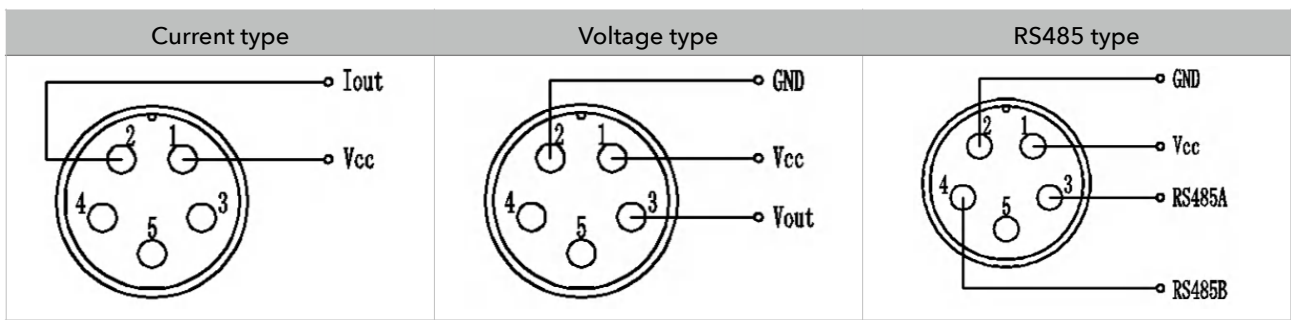 Current type
Voltage type
RS485 type
Iout
2 1
Vcc
4 3
5
GND
2 1
Vcc
4 3
Vout
5
GND
2 1
Vcc
4 3
RS485A
5
RS485B